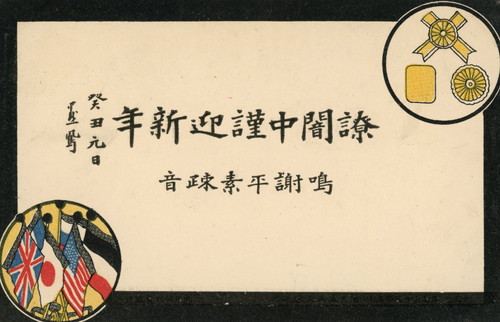 諒闇中謹迎新年
鳴謝平素疎音
癸丑元日